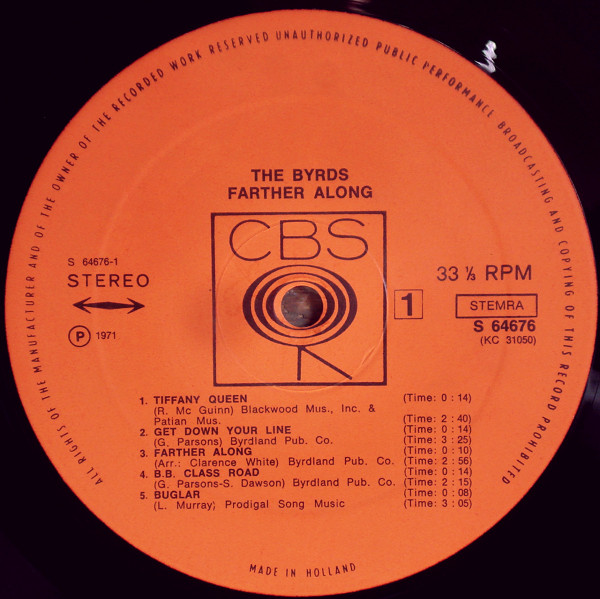 ALL RIGHTS OF THE MANUFACTURER AND OF THE OWNER OF THE RECORDED WORK RESERVED UNAUTHORIZED PUBLIC PERFORMANCE BROADCASTING AND COPYING OF THIS RECORD PROHIBITED
THE BYRDS
FARTHER ALONG
CBS
S 64676-1
STEREO
P 1971
33 ⅓ RPM
1
STEMRA
S 64676
(KC 31050)
1. TIFFANY QUEEN (Time: 0 : 14)
(R. Mc Guinn) Blackwood Mus., Inc. &
Patian Mus. (Time: 2 : 40)
2. GET DOWN YOUR LINE (Time: 0 : 14)
(G. Parsons) Byrdland Pub. Co. (Time: 3 : 25)
3. FARTHER ALONG (Time: 0 : 10)
(Arr.: Clarence White) Byrdland Pub. Co. (Time: 2 : 56)
4. B.B. CLASS ROAD (Time: 0 : 14)
(G. Parsons-S. Dawson) Byrdland Pub. Co. (Time: 2 : 15)
5. BUGLAR (Time: 0 : 08)
(L. Murray) Prodigal Song Music (Time: 3 : 05)
MADE IN HOLLAND